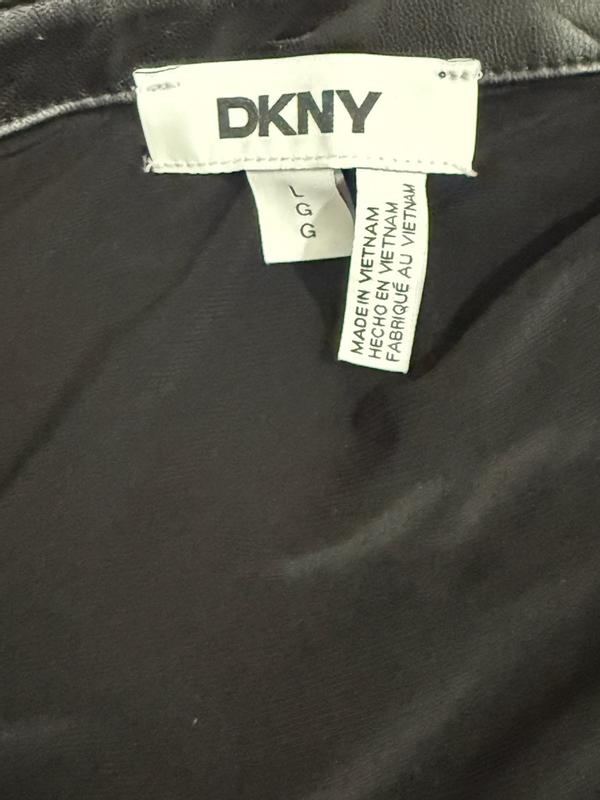 DKNY
L
G
G
MADE IN VIETNAM
HECHO EN VIETNAM
FABRIQUÉ AU VIETNAM